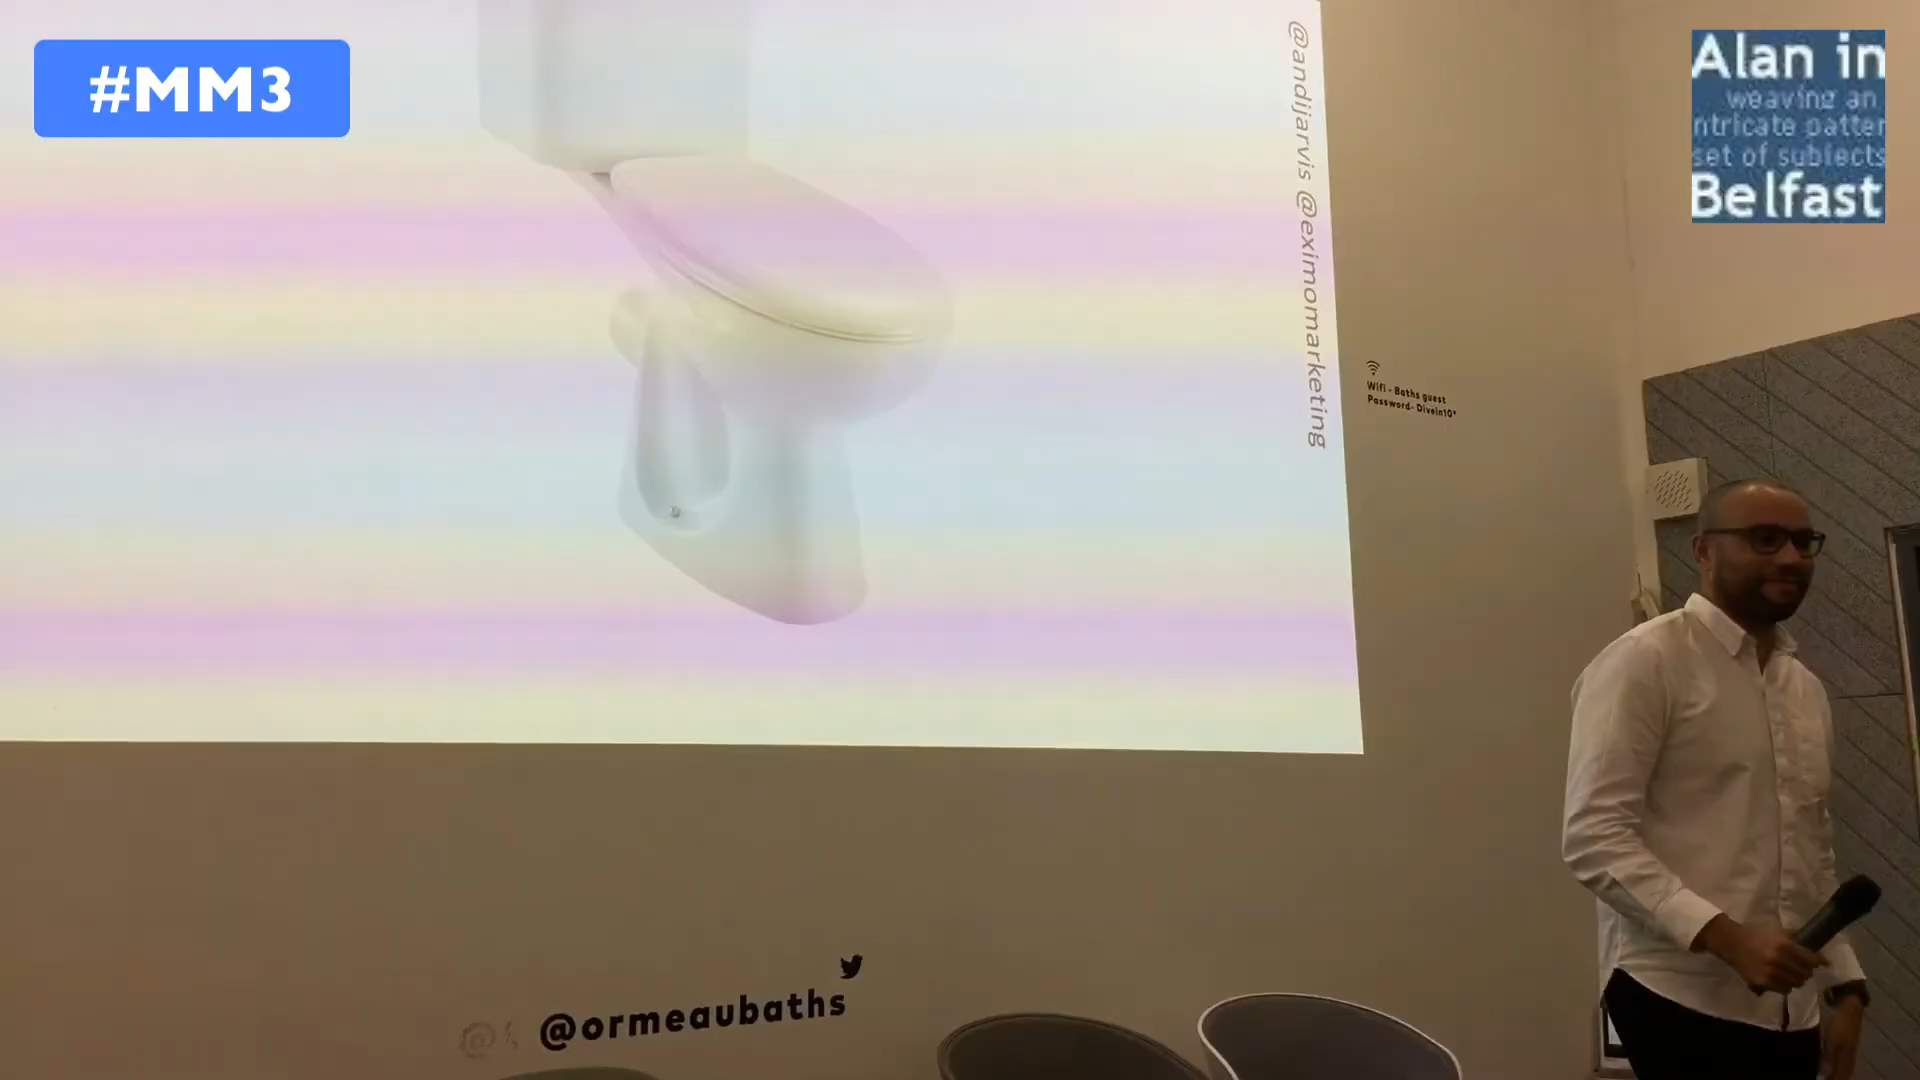 #MM3
Alan in
weaving an
ntricate patter
set of subjects
Belfast
@andijarvis @eximomarketing
Wifi - Baths guest
Password- DiveIn10*
@ormeaubaths